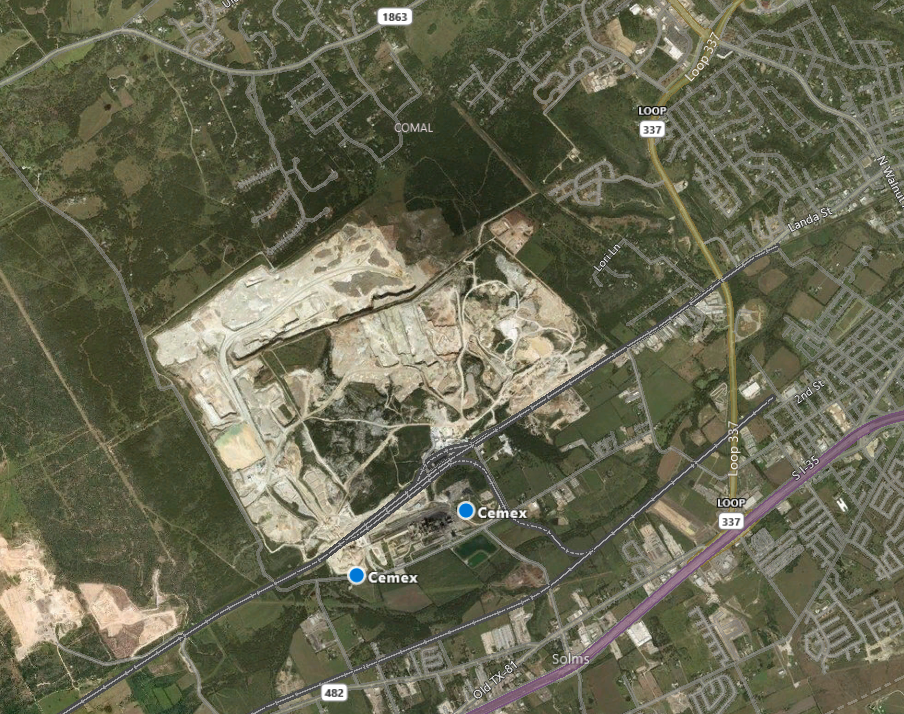 1863
Loop 337
LOOP
337
COMAL
N Walnut
Landa St
Lori Ln
2nd St
Loop 337
S I-35
LOOP
337
Cemex
Cemex
Solms
Old TX-81
482